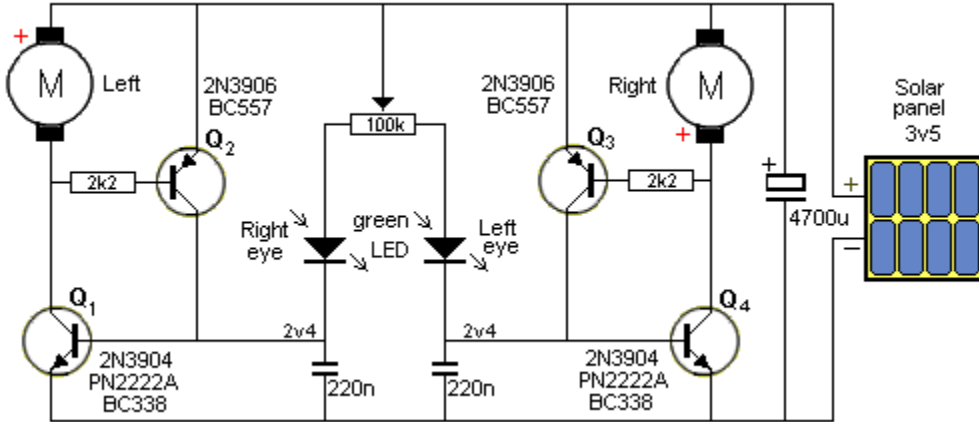 +
M
Left
2N3906
BC557
Q2
2k2
Q1
2N3904
PN2222A
BC338
100k
Right
eye
green
LED
Left
eye
2v4
2v4
220n
220n
2N3906
BC557
Q3
2k2
Right
M
+
Q4
2N3904
PN2222A
BC338
+
4700u
Solar
panel
3v5
+
−